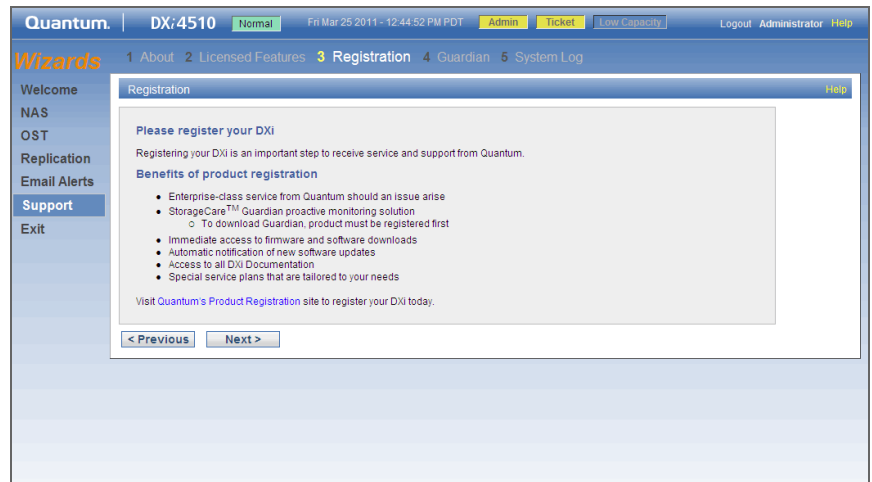 Quantum. DXi4510 Normal Fri Mar 25 2011 - 12:44:52 PM PDT Admin Ticket Low Capacity Logout Administrator Help
Wizards 1 About 2 Licensed Features 3 Registration 4 Guardian 5 System Log
Welcome
NAS
OST
Replication
Email Alerts
Support
Exit
Registration Help
Please register your DXi
Registering your DXi is an important step to receive service and support from Quantum.
Benefits of product registration
• Enterprise-class service from Quantum should an issue arise
• StorageCare™ Guardian proactive monitoring solution
○ To download Guardian, product must be registered first
• Immediate access to firmware and software downloads
• Automatic notification of new software updates
• Access to all DXi Documentation
• Special service plans that are tailored to your needs
Visit Quantum's Product Registration site to register your DXi today.
< Previous Next >